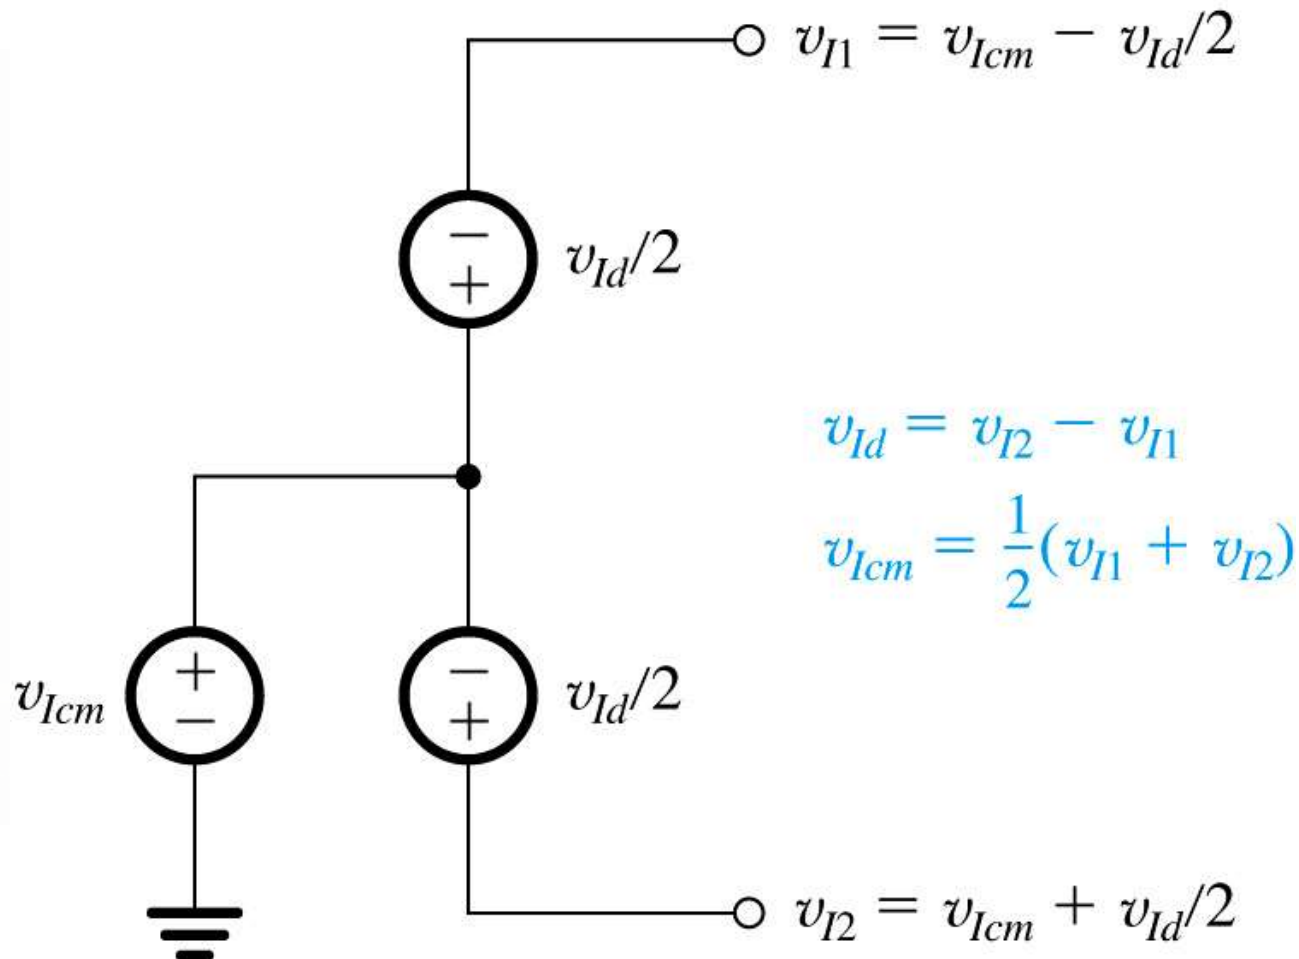 v_{I1} = v_{Icm} − v_{Id}/2
−
+
v_{Id}/2
v_{Id} = v_{I2} − v_{I1}
v_{Icm} = \frac{1}{2}(v_{I1} + v_{I2})
v_{Icm}
+
−
−
+
v_{Id}/2
v_{I2} = v_{Icm} + v_{Id}/2